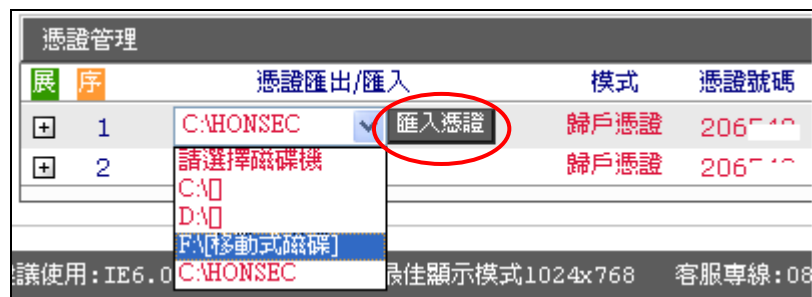 憑證管理
展 序 憑證匯出/匯入 模式 憑證號碼
1 C:\HONSEC 匯入憑證 歸戶憑證 206
2 請選擇磁碟機 歸戶憑證 206
C:\[]
D:\[]
F:\[移動式磁碟]
C:\HONSEC
議使用:IE6.0 最佳顯示模式1024x768 客服專線:08